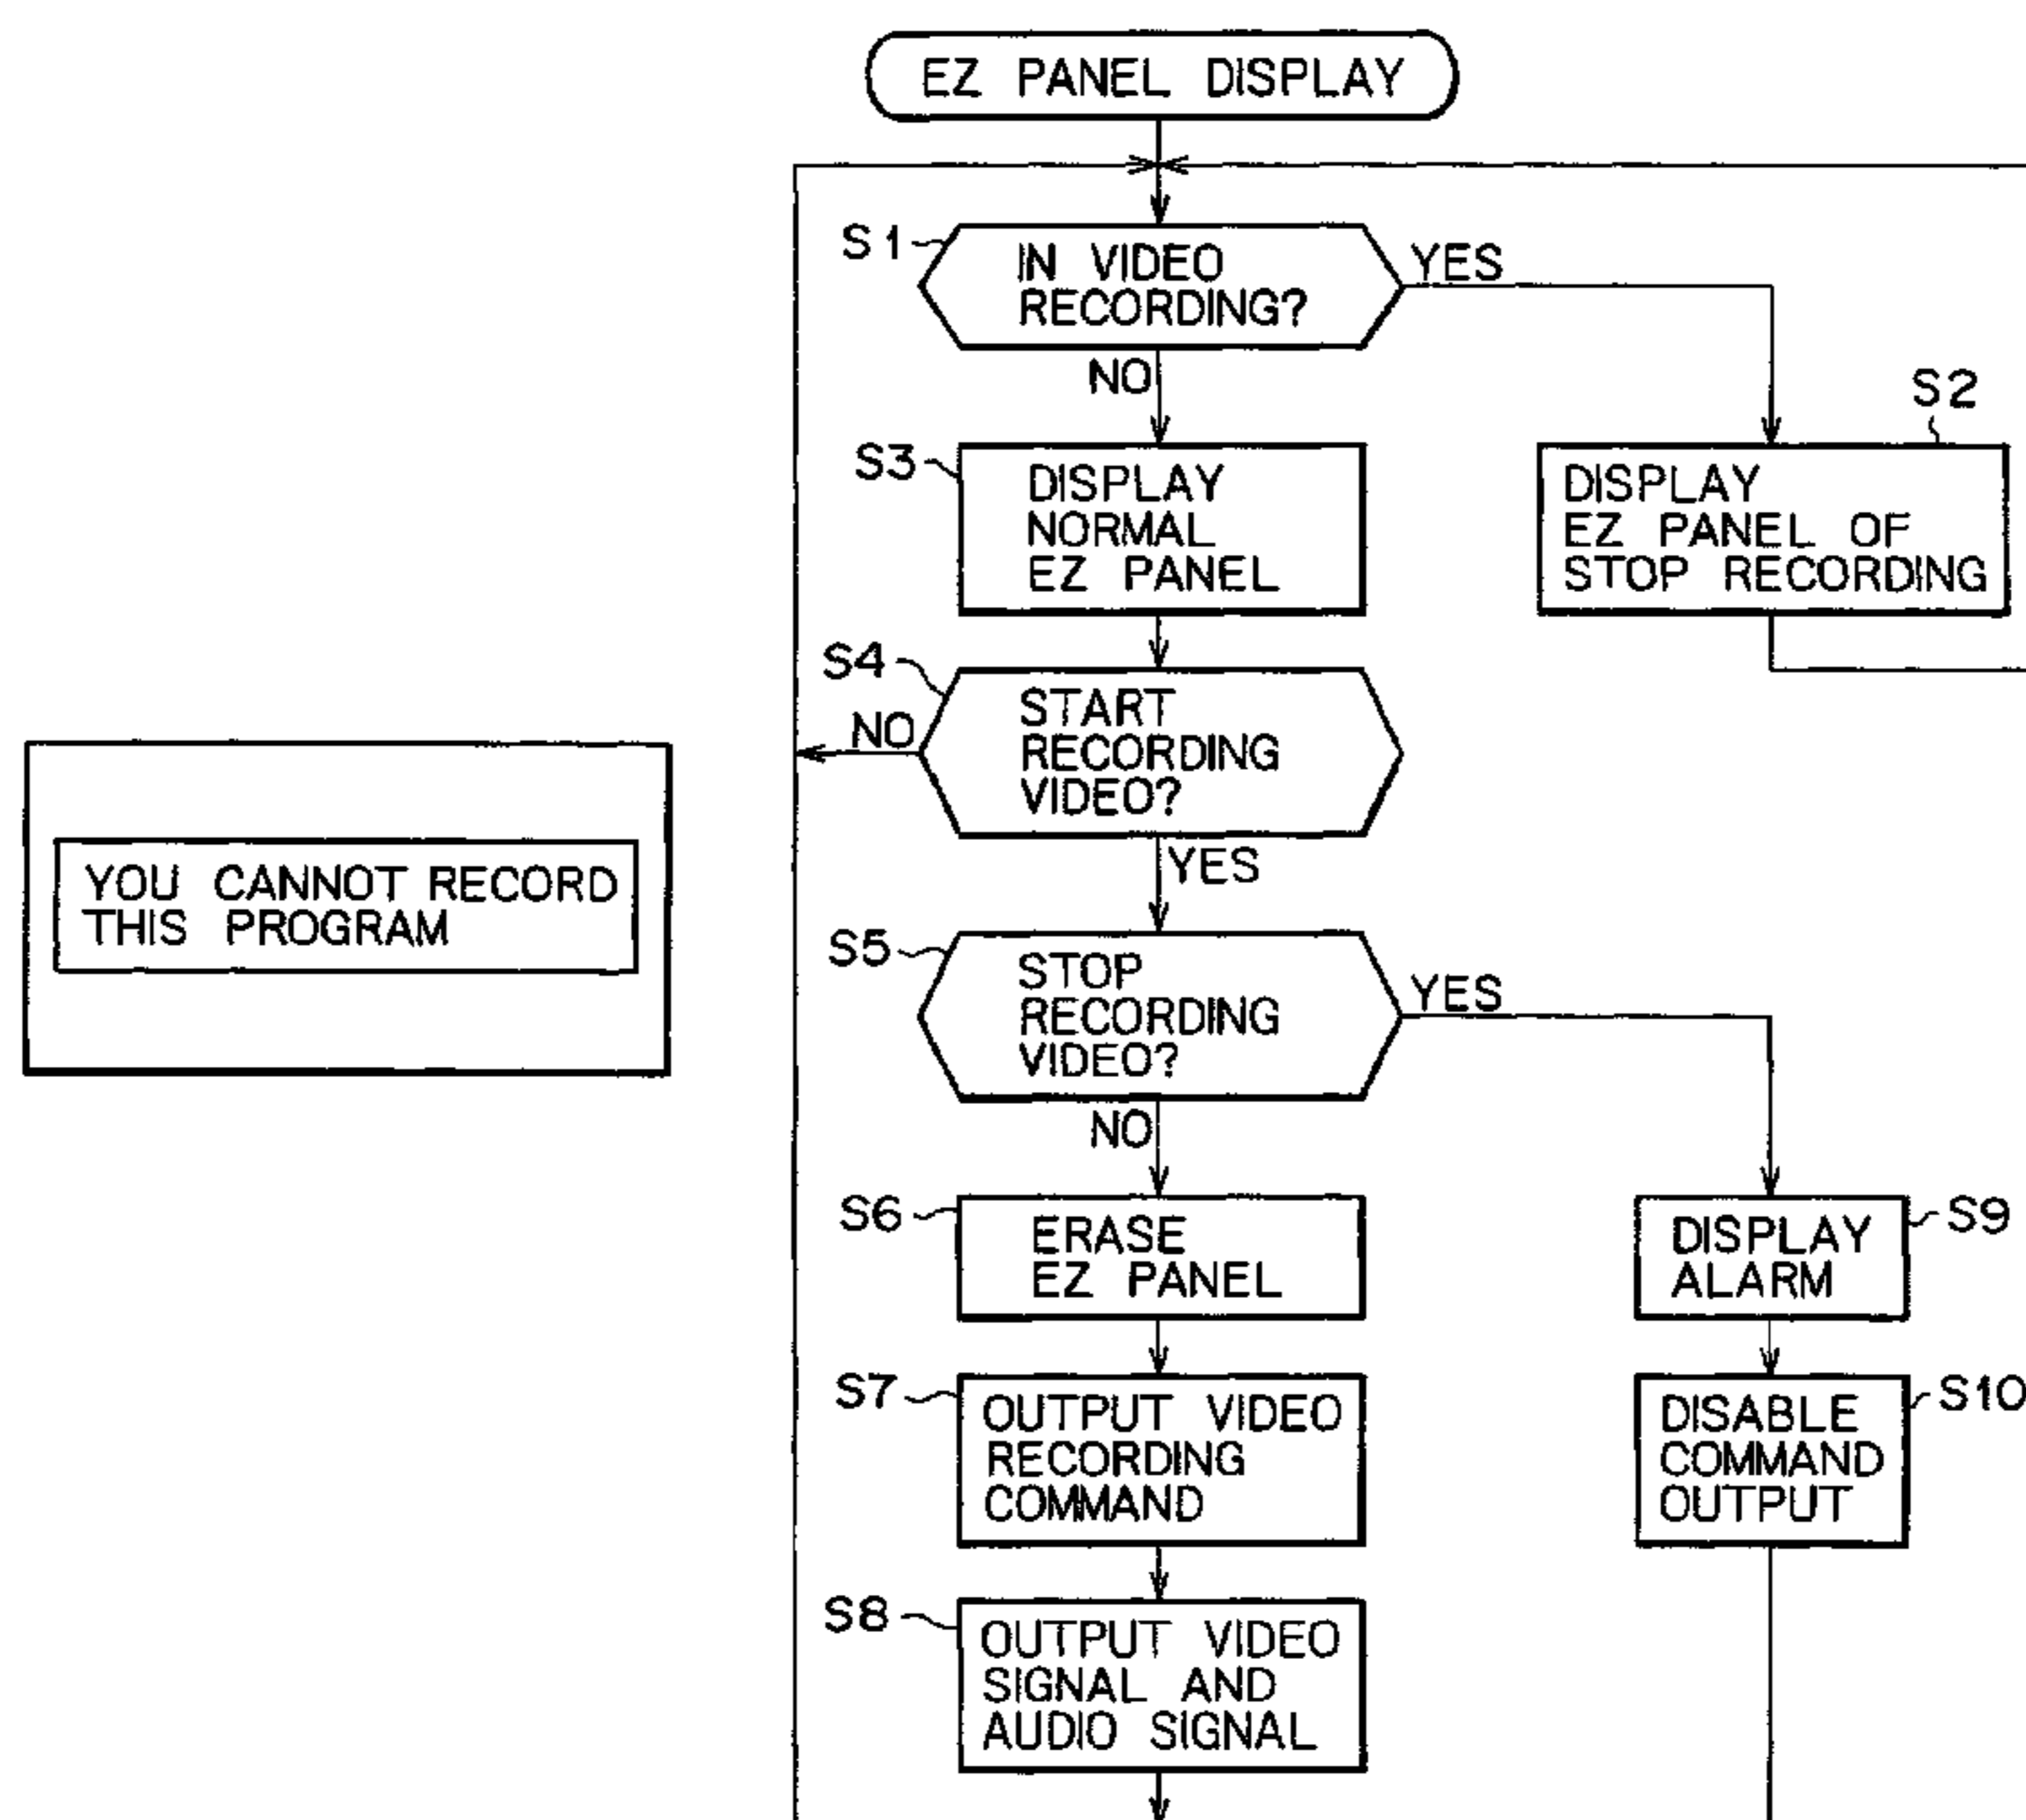 EZ PANEL DISPLAY
S1
IN VIDEO
RECORDING?
YES
NO
S2
DISPLAY
EZ PANEL OF
STOP RECORDING
S3
DISPLAY
NORMAL
EZ PANEL
S4
START
RECORDING
VIDEO?
NO
YES
YOU CANNOT RECORD
THIS PROGRAM
S5
STOP
RECORDING
VIDEO?
YES
NO
S6
ERASE
EZ PANEL
S9
DISPLAY
ALARM
S7
OUTPUT VIDEO
RECORDING
COMMAND
S10
DISABLE
COMMAND
OUTPUT
S8
OUTPUT VIDEO
SIGNAL AND
AUDIO SIGNAL